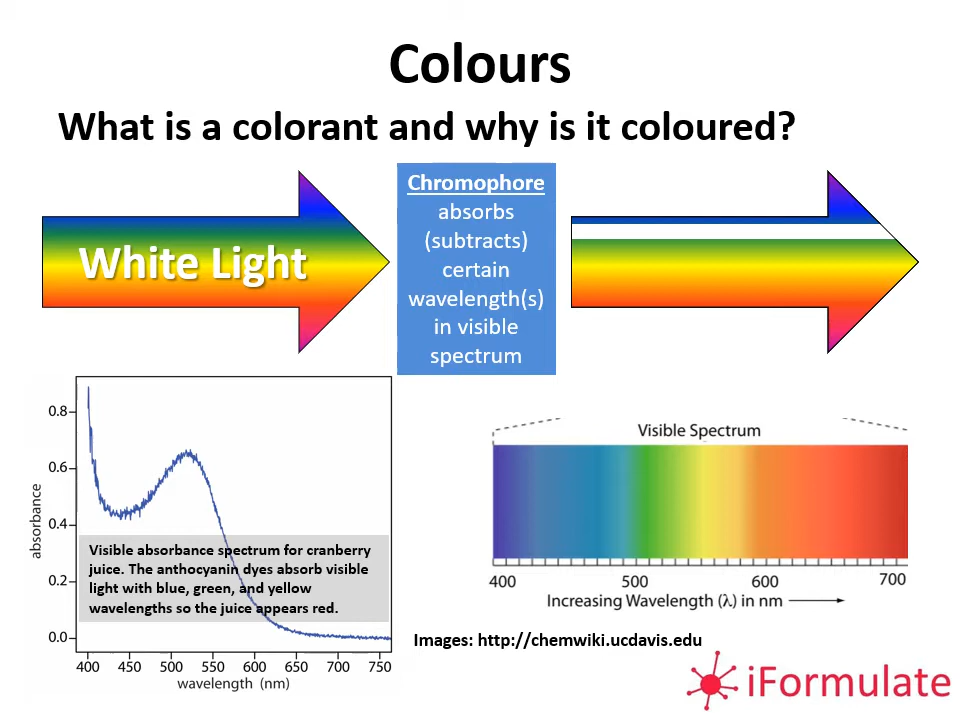 Colours
What is a colorant and why is it coloured?
White Light
Chromophore
absorbs
(subtracts)
certain
wavelength(s)
in visible
spectrum
0.8
0.6
0.4
0.2
0.0
absorbance
Visible absorbance spectrum for cranberry
juice. The anthocyanin dyes absorb visible
light with blue, green, and yellow
wavelengths so the juice appears red.
400 450 500 550 600 650 700 750
wavelength (nm)
Visible Spectrum
400 500 600 700
Increasing Wavelength (λ) in nm
Images: http://chemwiki.ucdavis.edu
iFormulate